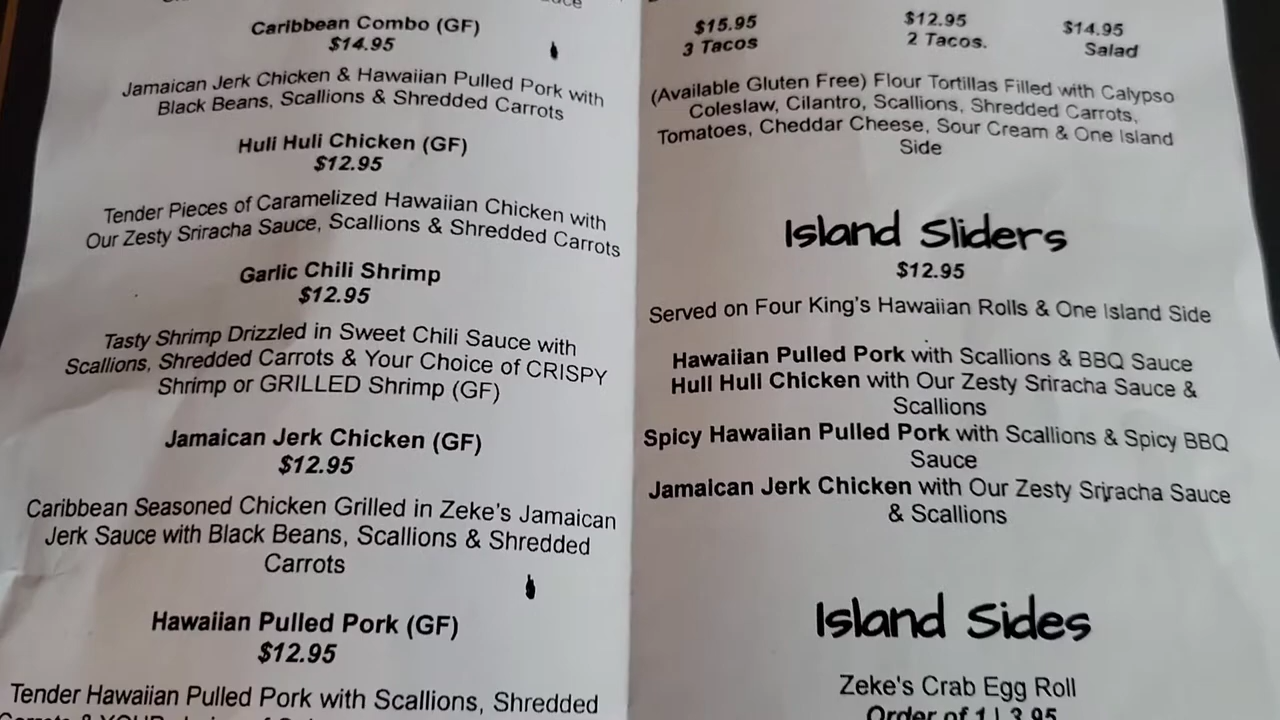 Caribbean Combo (GF)
$14.95
Jamaican Jerk Chicken & Hawaiian Pulled Pork with
Black Beans, Scallions & Shredded Carrots
Huli Huli Chicken (GF)
$12.95
Tender Pieces of Caramelized Hawaiian Chicken with
Our Zesty Sriracha Sauce, Scallions & Shredded Carrots
Garlic Chili Shrimp
$12.95
Tasty Shrimp Drizzled in Sweet Chili Sauce with
Scallions, Shredded Carrots & Your Choice of CRISPY
Shrimp or GRILLED Shrimp (GF)
Jamaican Jerk Chicken (GF)
$12.95
Caribbean Seasoned Chicken Grilled in Zeke's Jamaican
Jerk Sauce with Black Beans, Scallions & Shredded
Carrots
Hawaiian Pulled Pork (GF)
$12.95
Tender Hawaiian Pulled Pork with Scallions, Shredded
$15.95 $12.95 $14.95
3 Tacos 2 Tacos. Salad
(Available Gluten Free) Flour Tortillas Filled with Calypso
Coleslaw, Cilantro, Scallions, Shredded Carrots,
Tomatoes, Cheddar Cheese, Sour Cream & One Island
Side
Island Sliders
$12.95
Served on Four King's Hawaiian Rolls & One Island Side
Hawaiian Pulled Pork with Scallions & BBQ Sauce
Huli Huli Chicken with Our Zesty Sriracha Sauce &
Scallions
Spicy Hawaiian Pulled Pork with Scallions & Spicy BBQ
Sauce
Jamaican Jerk Chicken with Our Zesty Sriracha Sauce
& Scallions
Island Sides
Zeke's Crab Egg Roll
Order of 1 | 3.95